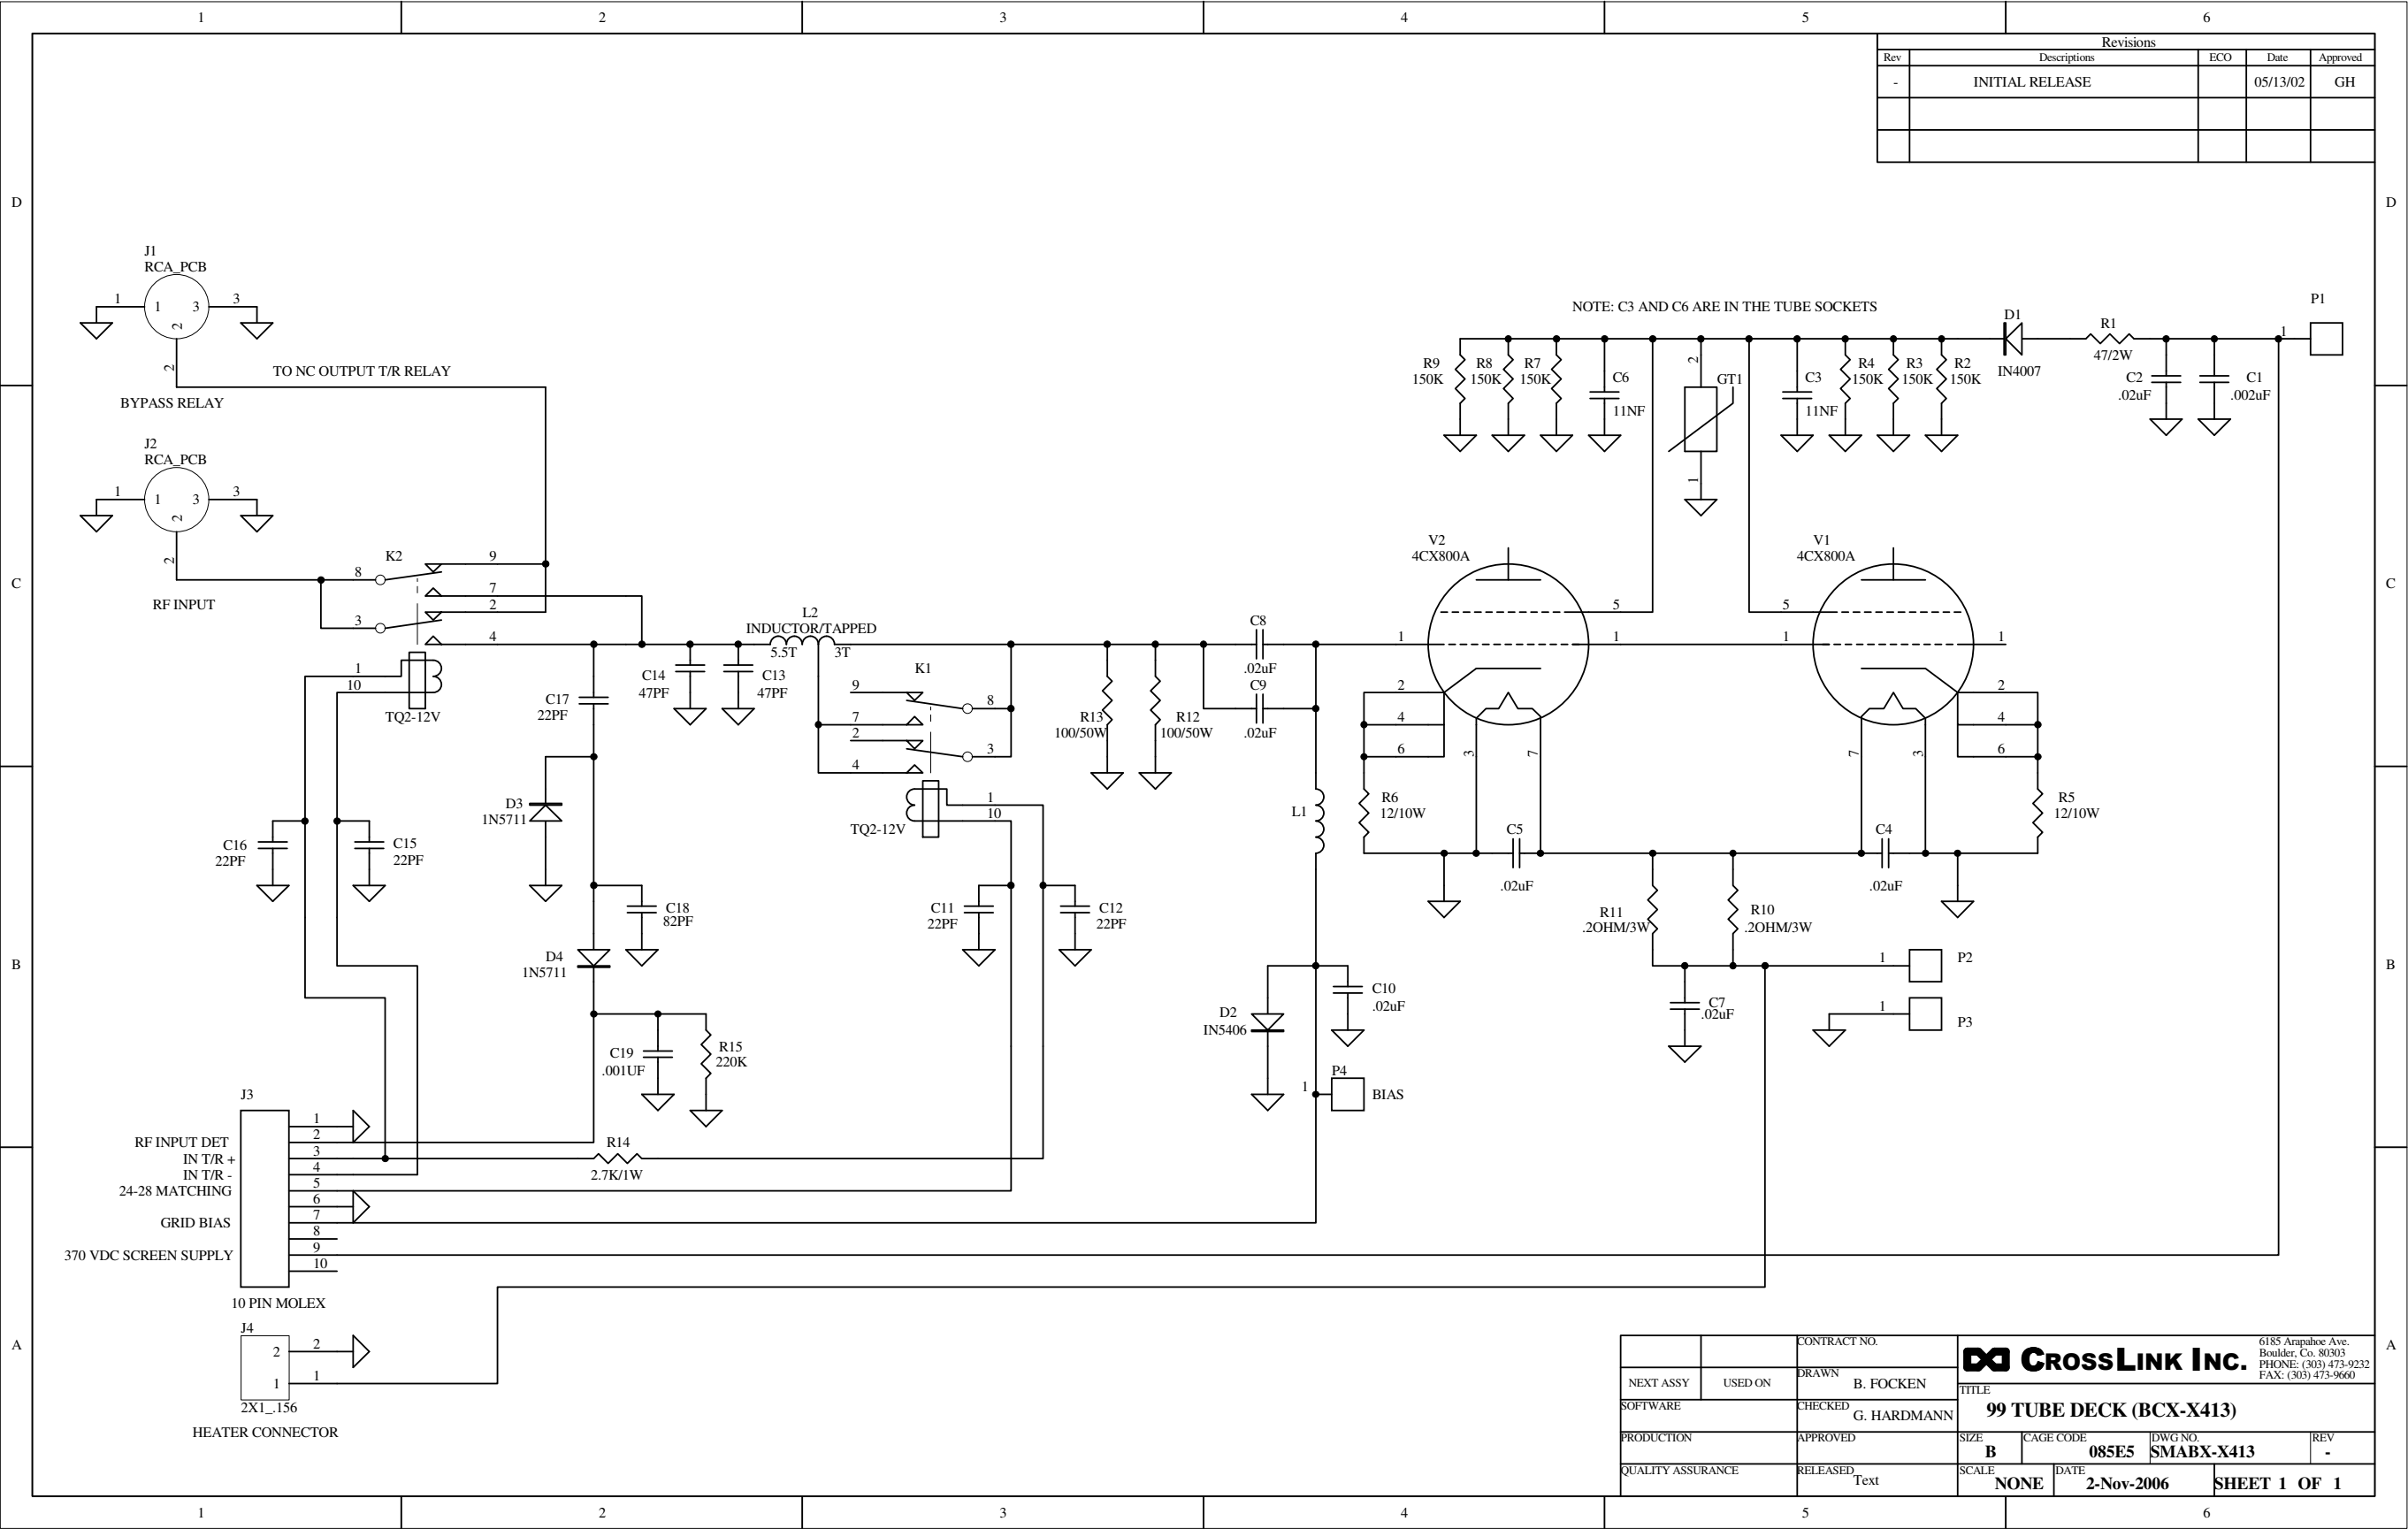 1 2 3 4 5 6
Revisions
Rev Descriptions ECO Date Approved
- INITIAL RELEASE 05/13/02 GH
D D
J1
RCA_PCB
1 1 3 3
2
2
TO NC OUTPUT T/R RELAY
BYPASS RELAY
J2
RCA_PCB
1 1 3 3
2
2
RF INPUT
K2
8 9
7
2
3
4
1
10
TQ2-12V
C16
22PF
C15
22PF
C17
22PF
C14
47PF
C13
47PF
L2
INDUCTOR/TAPPED
5.5T 3T
K1
9
8
7
2
3
4
1
10
TQ2-12V
D3
1N5711
C18
82PF
D4
1N5711
C19
.001UF
R15
220K
C11
22PF
C12
22PF
R13
100/50W
R12
100/50W
C8
.02uF
C9
.02uF
L1
C10
.02uF
D2
IN5406
P4
1
BIAS
NOTE: C3 AND C6 ARE IN THE TUBE SOCKETS
R9
150K
R8
150K
R7
150K
C6
11NF
2
GT1
1
C3
11NF
R4
150K
R3
150K
R2
150K
D1
IN4007
R1
47/2W
C2
.02uF
C1
.002uF
P1
1
V2
4CX800A
5
1 1
2
4
6
3 7
V1
4CX800A
5
1 1
2
4
6
7 3
R6
12/10W
C5
.02uF
C4
.02uF
R5
12/10W
R11
.2OHM/3W
R10
.2OHM/3W
C7
.02uF
1 P2
1 P3
C C
B B
A A
J3
1
RF INPUT DET 2
IN T/R + 3
IN T/R - 4
24-28 MATCHING 5
6
GRID BIAS 7
8
370 VDC SCREEN SUPPLY 9
10
10 PIN MOLEX
R14
2.7K/1W
J4
2 2
1 1
2X1_.156
HEATER CONNECTOR
NEXT ASSY USED ON
SOFTWARE
PRODUCTION
QUALITY ASSURANCE
CONTRACT NO.
DRAWN B. FOCKEN
CHECKED G. HARDMANN
APPROVED
RELEASED Text
CROSSLINK INC.
6185 Arapahoe Ave.
Boulder, Co. 80303
PHONE: (303) 473-9232
FAX: (303) 473-9660
TITLE
99 TUBE DECK (BCX-X413)
SIZE B CAGE CODE 085E5 DWG NO. SMABX-X413 REV -
SCALE NONE DATE 2-Nov-2006 SHEET 1 OF 1
1 2 3 4 5 6